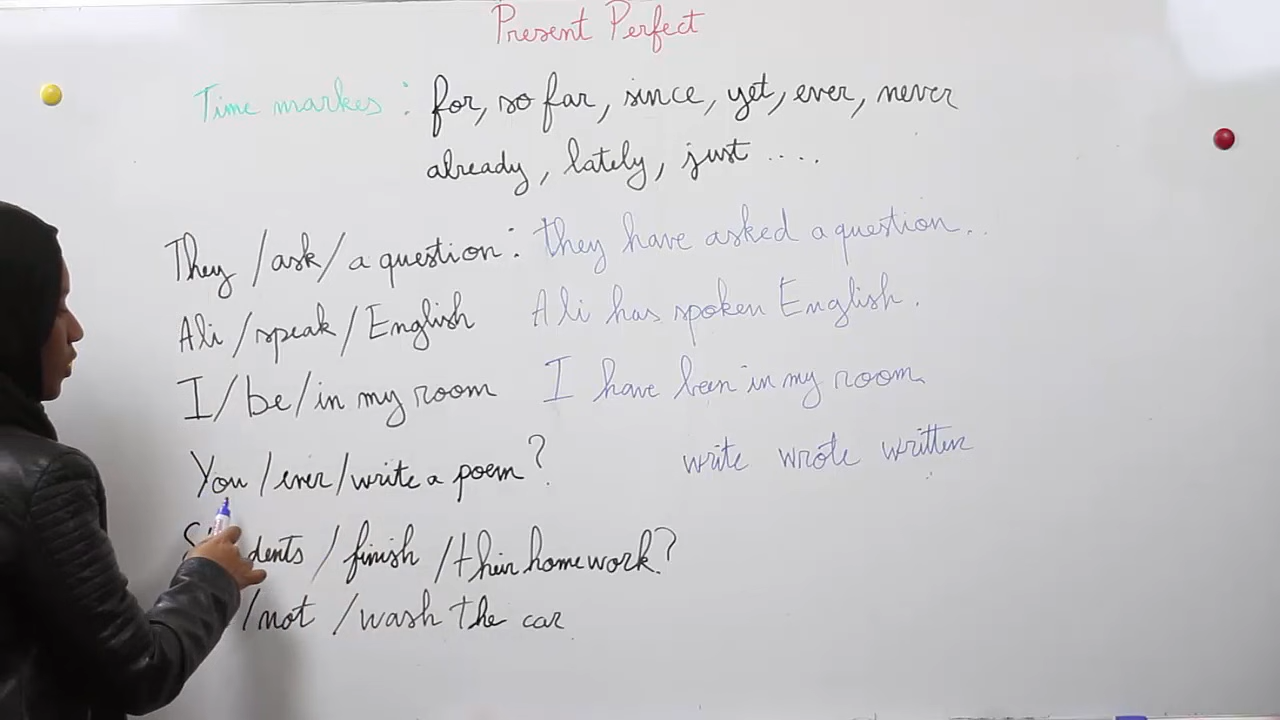 Present Perfect
Time markes : for, so far, since, yet, ever, never
already, lately, just ....
They /ask/ a question : they have asked a question..
Ali /speak/English Ali has spoken English.
I/be/in my room I have been in my room.
You /ever/write a poem? write wrote written
/ finish /their homework?
/not /wash the car